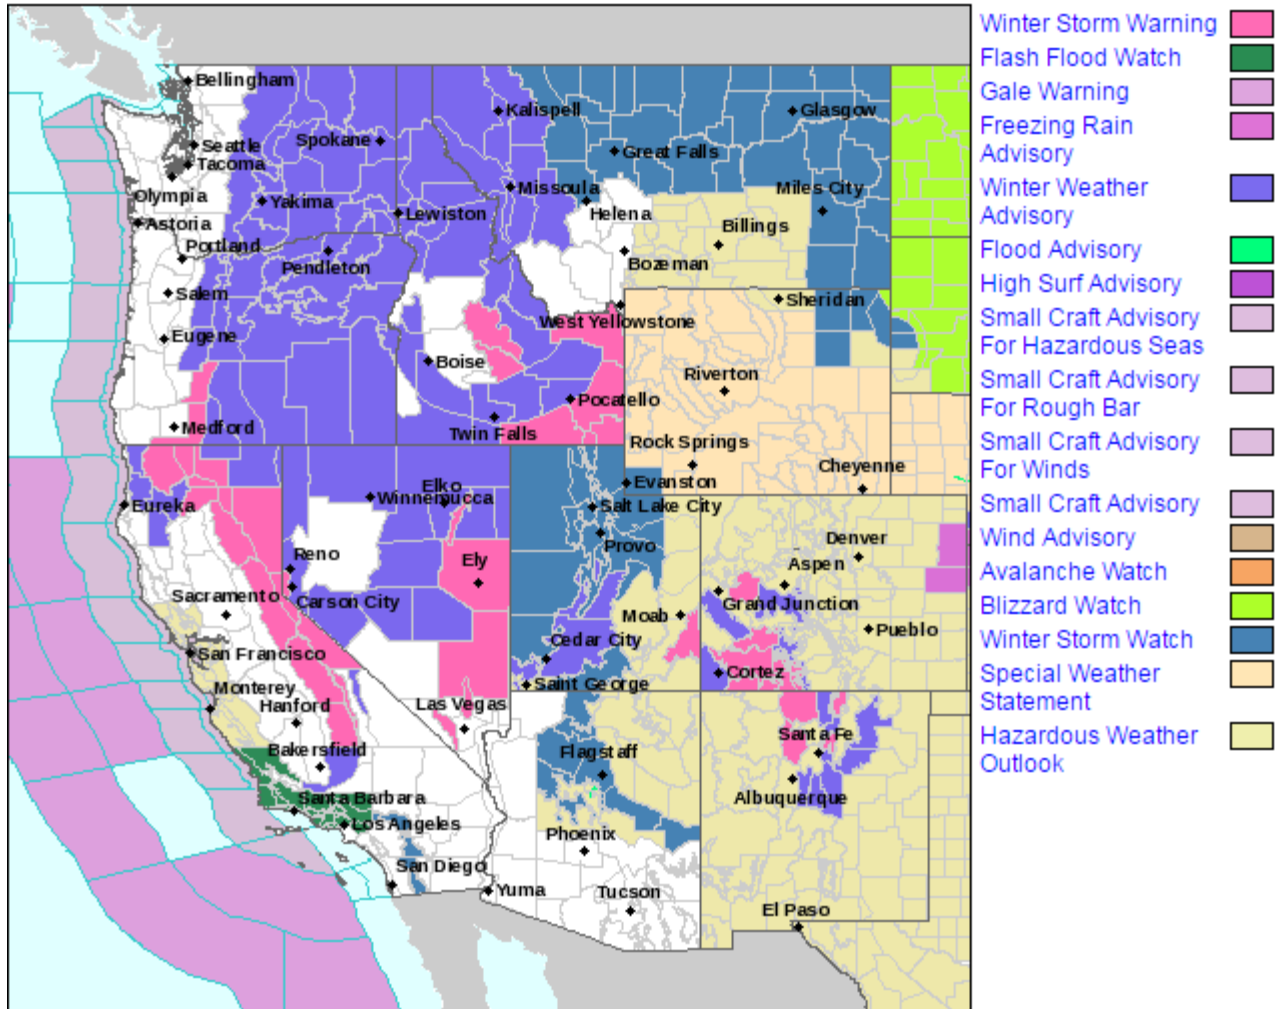 Bellingham
Seattle
Tacoma
Olympia
Astoria
Portland
Salem
Eugene
Medford
Spokane
Yakima
Pendleton
Lewiston
Kalispell
Missoula
Great Falls
Glasgow
Miles City
Helena
Billings
Bozeman
West Yellowstone
Sheridan
Boise
Pocatello
Twin Falls
Riverton
Rock Springs
Cheyenne
Evanston
Eureka
Elko
Winnemucca
Salt Lake City
Provo
Reno
Ely
Carson City
Sacramento
San Francisco
Monterey
Hanford
Bakersfield
Las Vegas
Denver
Aspen
Grand Junction
Moab
Pueblo
Cedar City
Cortez
Saint George
Santa Fe
Flagstaff
Albuquerque
Santa Barbara
Los Angeles
Phoenix
San Diego
Yuma
Tucson
El Paso
Winter Storm Warning
Flash Flood Watch
Gale Warning
Freezing Rain
Advisory
Winter Weather
Advisory
Flood Advisory
High Surf Advisory
Small Craft Advisory
For Hazardous Seas
Small Craft Advisory
For Rough Bar
Small Craft Advisory
For Winds
Small Craft Advisory
Wind Advisory
Avalanche Watch
Blizzard Watch
Winter Storm Watch
Special Weather
Statement
Hazardous Weather
Outlook